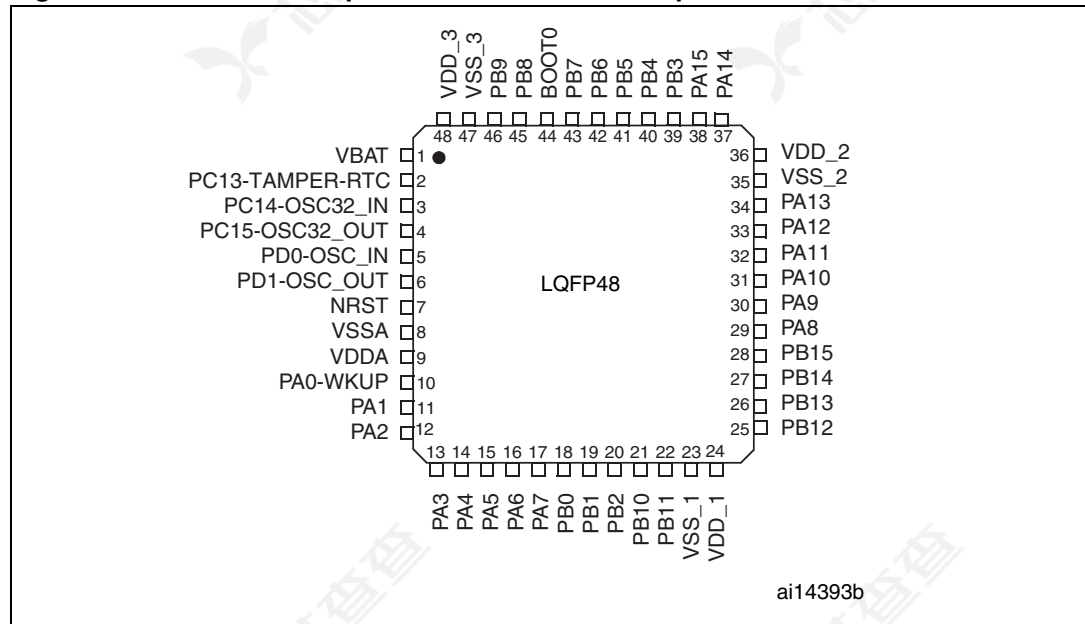 VDD_3
VSS_3
PB9
PB8
BOOT0
PB7
PB6
PB5
PB4
PB3
PA15
PA14
48 47 46 45 44 43 42 41 40 39 38 37
VBAT 1
PC13-TAMPER-RTC 2
PC14-OSC32_IN 3
PC15-OSC32_OUT 4
PD0-OSC_IN 5
PD1-OSC_OUT 6
NRST 7
VSSA 8
VDDA 9
PA0-WKUP 10
PA1 11
PA2 12
LQFP48
36 VDD_2
35 VSS_2
34 PA13
33 PA12
32 PA11
31 PA10
30 PA9
29 PA8
28 PB15
27 PB14
26 PB13
25 PB12
13 14 15 16 17 18 19 20 21 22 23 24
PA3
PA4
PA5
PA6
PA7
PB0
PB1
PB2
PB10
PB11
VSS_1
VDD_1
ai14393b